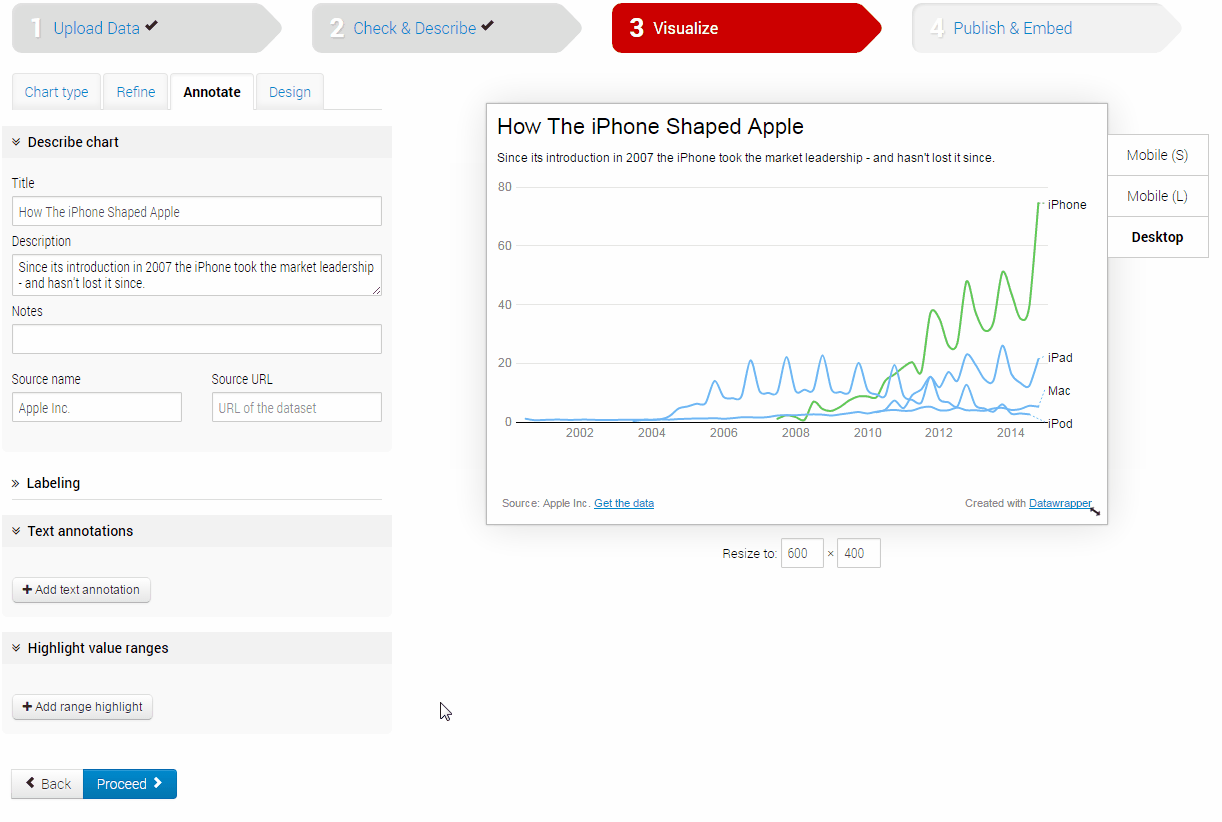 1 Upload Data
2 Check & Describe
3 Visualize
4 Publish & Embed
Chart type
Refine
Annotate
Design
Describe chart
Title
How The iPhone Shaped Apple
Description
Since its introduction in 2007 the iPhone took the market leadership
- and hasn't lost it since.
Notes
Source name
Source URL
Apple Inc.
URL of the dataset
Labeling
Text annotations
Add text annotation
Highlight value ranges
Add range highlight
Back
Proceed
How The iPhone Shaped Apple
Since its introduction in 2007 the iPhone took the market leadership - and hasn't lost it since.
80
60
40
20
0
2002
2004
2006
2008
2010
2012
2014
iPhone
iPad
Mac
iPod
Source: Apple Inc. Get the data
Created with Datawrapper
Mobile (S)
Mobile (L)
Desktop
Resize to: 600 × 400